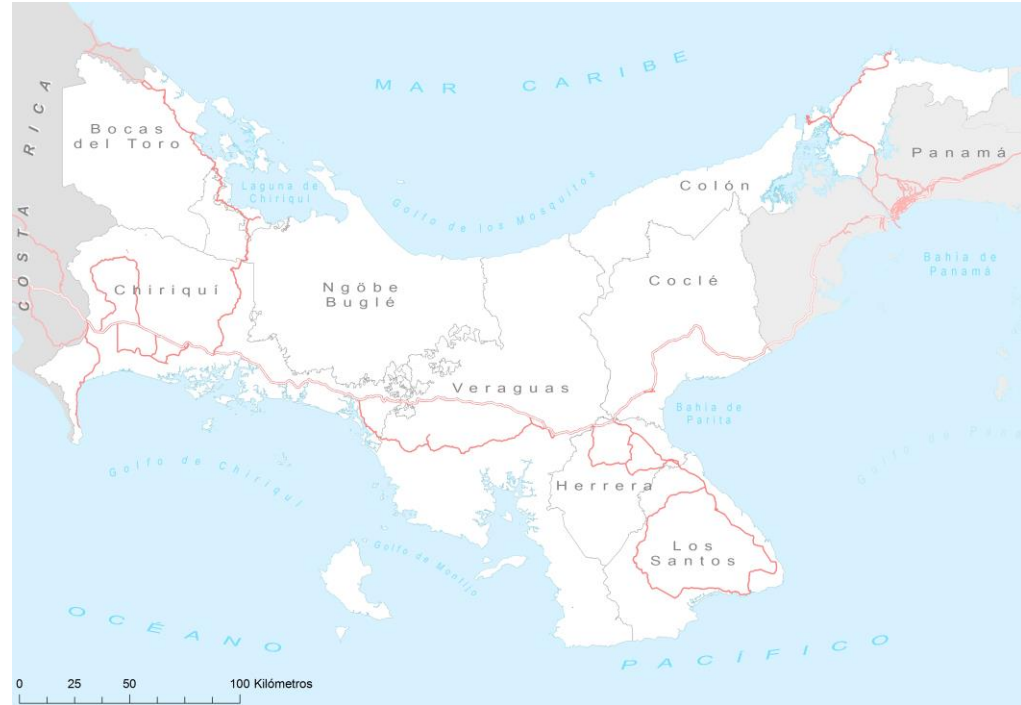 MAR CARIBE
COSTA RICA
Bocas
del Toro
Panamá
Laguna de
Chiriquí
Colón
Golfo de los Mosquitos
Bahía de
Panamá
Chiriquí
Ngöbe
Buglé
Coclé
Veraguas
Bahía de
Parita
Golfo de Chiriquí
Herrera
Golfo de Montijo
Los
Santos
OCÉANO
PACÍFICO
0 25 50 100 Kilómetros